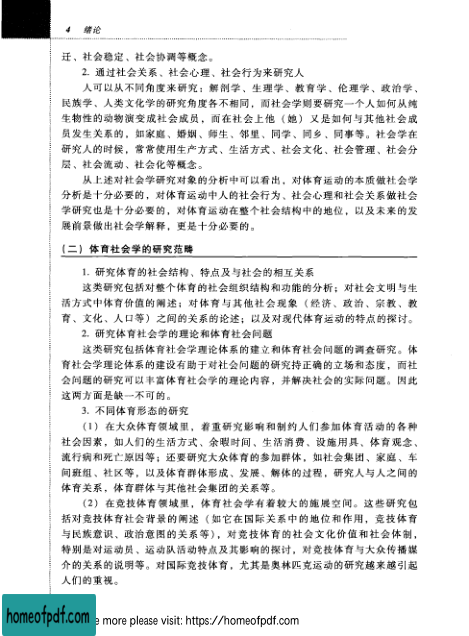 4 绪论
迁、社会稳定、社会协调等概念。
2. 通过社会关系、社会心理、社会行为来研究人
人可以从不同角度来研究：解剖学、生理学、教育学、伦理学、政治学、
民族学、人类文化学的研究角度各不相同，而社会学则要研究一个人如何从纯
生物性的动物演变成社会成员，而在社会上他（她）又是如何与其他社会成
员发生关系的，如家庭、婚姻、师生、邻里、同学、同乡、同事等。社会学在
研究人的时候，常常使用生产方式、生活方式、社会文化、社会管理、社会分
层、社会流动、社会化等概念。
从上述对社会学研究对象的分析中可以看出，对体育运动的本质做社会学
分析是十分必要的，对体育运动中人的社会行为、社会心理和社会关系做社会
学研究也是十分必要的，对体育运动在整个社会结构中的地位，以及未来的发
展前景做出社会学解释，更是十分必要的。
（二）体育社会学的研究范畴
1. 研究体育的社会结构、特点及与社会的相互关系
这类研究包括对整个体育的社会组织结构和功能的分析；对社会文明与生
活方式中体育价值的阐述；对体育与其他社会现象（经济、政治、宗教、教
育、文化、人口等）之间的关系的论述；以及对现代体育运动的特点的探讨。
2. 研究体育社会学的理论和体育社会问题
这类研究包括体育社会学理论体系的建立和体育社会问题的调查研究。体
育社会学理论体系的建设有助于对社会问题的研究持正确的立场和态度，而社
会问题的研究可以丰富体育社会学的理论内容，并解决社会的实际问题。因此
这两方面是缺一不可的。
3. 不同体育形态的研究
（1）在大众体育领域里，着重研究影响和制约人们参加体育活动的各种
社会因素，如人们的生活方式、余暇时间、生活消费、设施用具、体育观念、
流行病和死亡原因等；还要研究大众体育的参加群体，如社会集团、家庭、车
间班组、社区等，以及体育群体形成、发展、解体的过程，研究人与人之间的
体育关系，体育群体与其他社会集团的关系等。
（2）在竞技体育领域里，体育社会学有着较大的施展空间。这些研究包
括对竞技体育社会背景的阐述（如它在国际关系中的地位和作用，竞技体育
与民族意识、政治意图的关系等），对竞技体育的社会文化价值和社会体制，
特别是对运动员、运动队活动特点及其影响的探讨，对竞技体育与大众传播媒
介的关系的说明等。对国际竞技体育，尤其是奥林匹克运动的研究越来越引起
人们的重视。
homeofpdf.com
e more please visit: https://homeofpdf.com